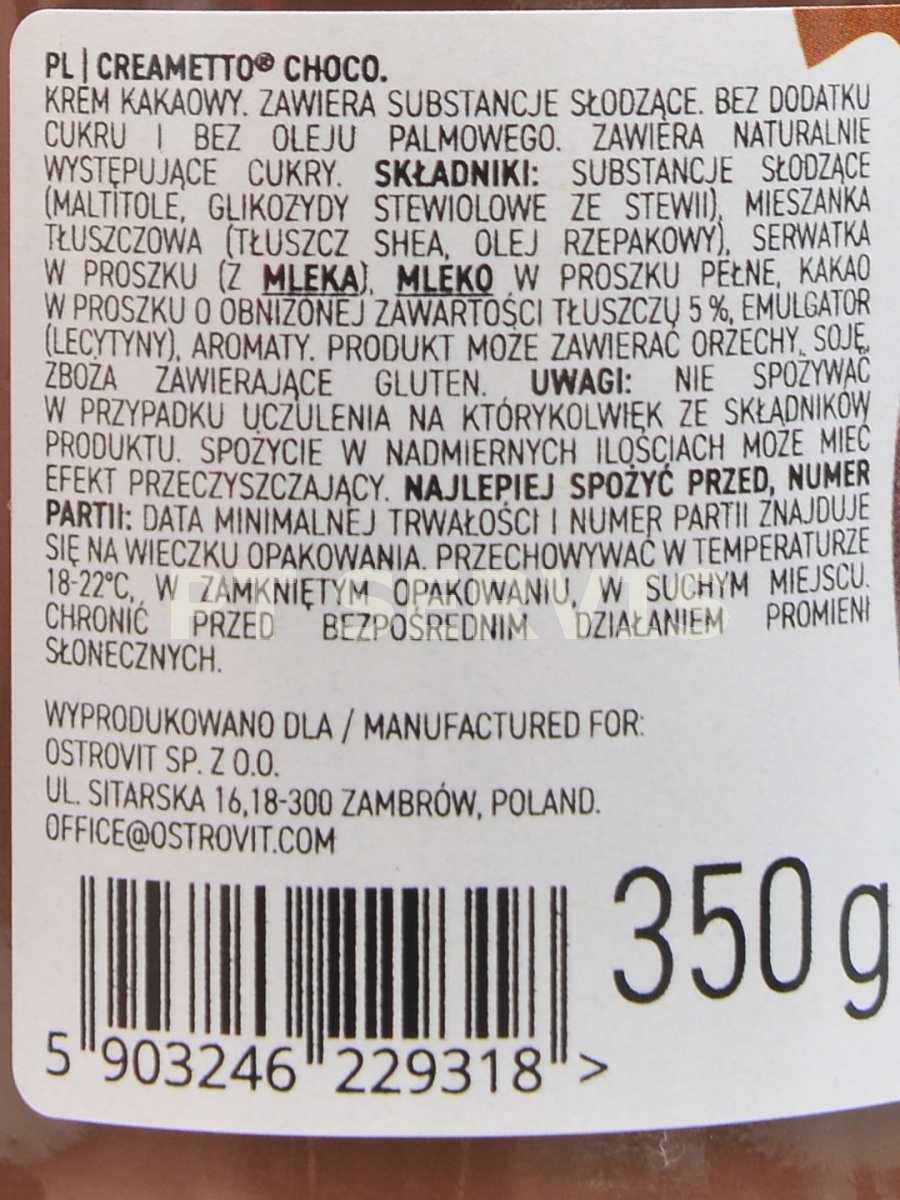 PL | CREAMETTO® CHOCO.
KREM KAKAOWY. ZAWIERA SUBSTANCJE SŁODZĄCE. BEZ DODATKU
CUKRU I BEZ OLEJU PALMOWEGO. ZAWIERA NATURALNIE
WYSTĘPUJĄCE CUKRY. SKŁADNIKI: SUBSTANCJE SŁODZĄCE
(MALTITOLE, GLIKOZYDY STEWIOLOWE ZE STEWII), MIESZANKA
TŁUSZCZOWA (TŁUSZCZ SHEA, OLEJ RZEPAKOWY), SERWATKA
W PROSZKU (Z MLEKA), MLEKO W PROSZKU PEŁNE, KAKAO
W PROSZKU O OBNIŻONEJ ZAWARTOŚCI TŁUSZCZU 5 %, EMULGATOR
(LECYTYNY), AROMATY. PRODUKT MOŻE ZAWIERAĆ ORZECHY, SOJĘ,
ZBOŻA ZAWIERAJĄCE GLUTEN. UWAGI: NIE SPOŻYWAĆ
W PRZYPADKU UCZULENIA NA KTÓRYKOLWIEK ZE SKŁADNIKÓW
PRODUKTU. SPOŻYCIE W NADMIERNYCH ILOŚCIACH MOŻE MIEĆ
EFEKT PRZECZYSZCZAJĄCY. NAJLEPIEJ SPOŻYĆ PRZED, NUMER
PARTII: DATA MINIMALNEJ TRWAŁOŚCI I NUMER PARTII ZNAJDUJE
SIĘ NA WIECZKU OPAKOWANIA. PRZECHOWYWAĆ W TEMPERATURZE
18-22°C, W ZAMKNIĘTYM OPAKOWANIU, W SUCHYM MIEJSCU.
CHRONIĆ PRZED BEZPOŚREDNIM DZIAŁANIEM PROMIENI
SŁONECZNYCH.
PT SERVIS
WYPRODUKOWANO DLA / MANUFACTURED FOR:
OSTROVIT SP. Z O.O.
UL. SITARSKA 16,18-300 ZAMBRÓW, POLAND.
OFFICE@OSTROVIT.COM
350 g
5 903246 229318 >